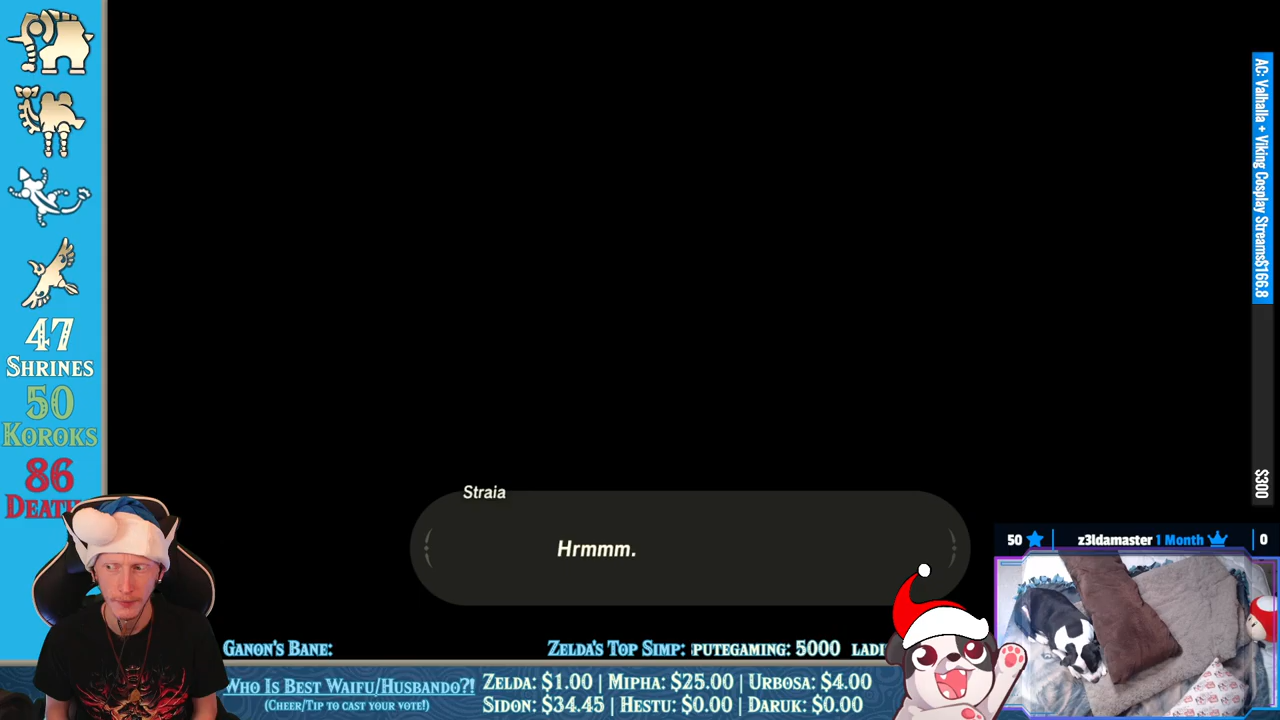 47
SHRINES
50
KOROKS
86
DEAT
Straia
Hrmmm.
AC: Valhalla + Viking Cosplay Streams$166.8
$300
50
z3ldamaster 1 Month
0
GANON'S BANE:
ZELDA'S TOP SIMP: PUTEGAMING: 5000 LADI
WHO IS BEST WAIFU/HUSBANDO?!
(CHEER/TIP TO CAST YOUR VOTE!)
ZELDA: $1.00 | MIPHA: $25.00 | URBOSA: $4.00
SIDON: $34.45 | HESTU: $0.00 | DARUK: $0.00